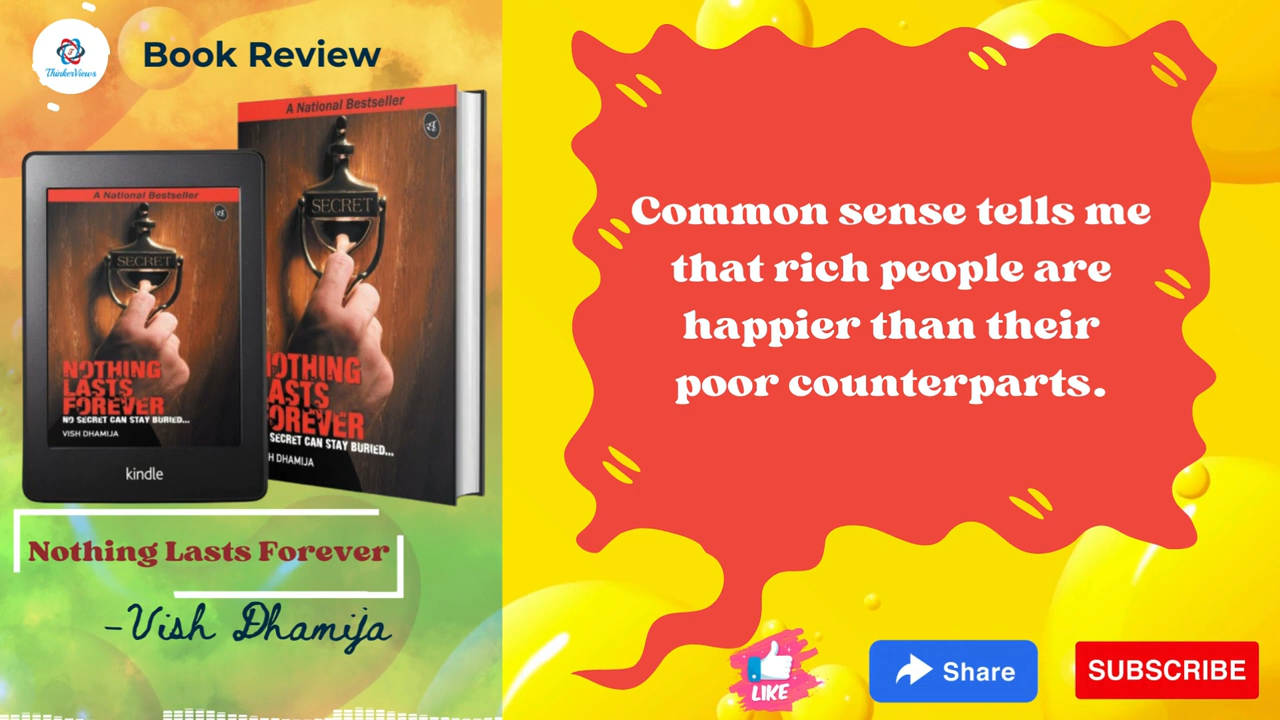 ThinkerViews
Book Review
A National Bestseller
SECRET
NOTHING
LASTS
FOREVER
NO SECRET CAN STAY BURIED...
VISH DHAMIJA
kindle
A National Bestseller
SECRET
NOTHING
LASTS
FOREVER
SECRET CAN STAY BURIED...
H DHAMIJA
Nothing Lasts Forever
-Vish Dhamija
Common sense tells me
that rich people are
happier than their
poor counterparts.
LIKE
Share
SUBSCRIBE